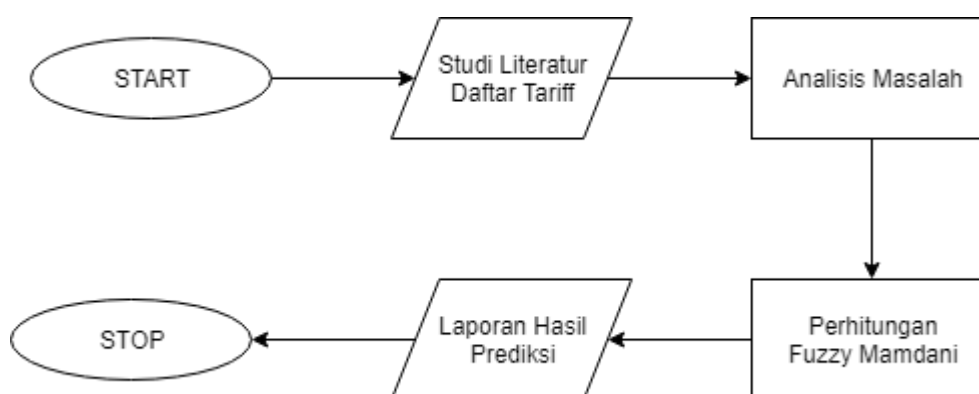 START
Studi Literatur
Daftar Tariff
Analisis Masalah
Perhitungan
Fuzzy Mamdani
Laporan Hasil
Prediksi
STOP